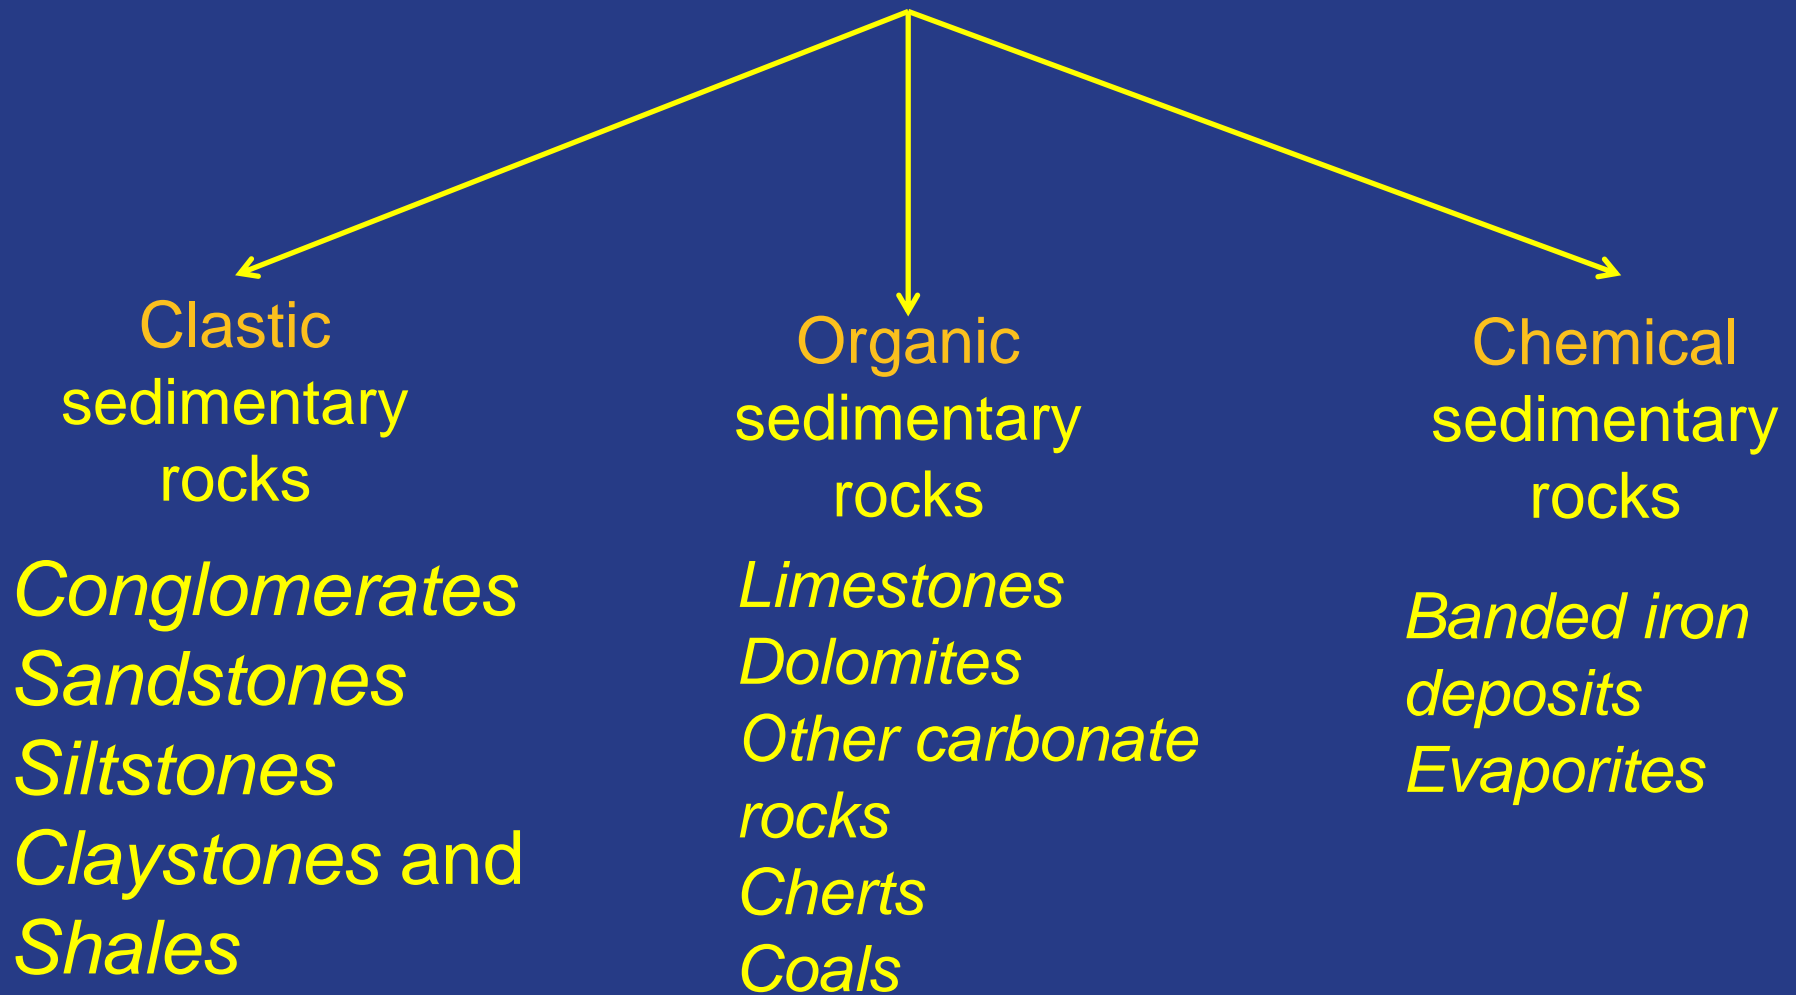 Clastic
sedimentary
rocks
Conglomerates
Sandstones
Siltstones
Claystones and
Shales
Organic
sedimentary
rocks
Limestones
Dolomites
Other carbonate
rocks
Cherts
Coals
Chemical
sedimentary
rocks
Banded iron
deposits
Evaporites